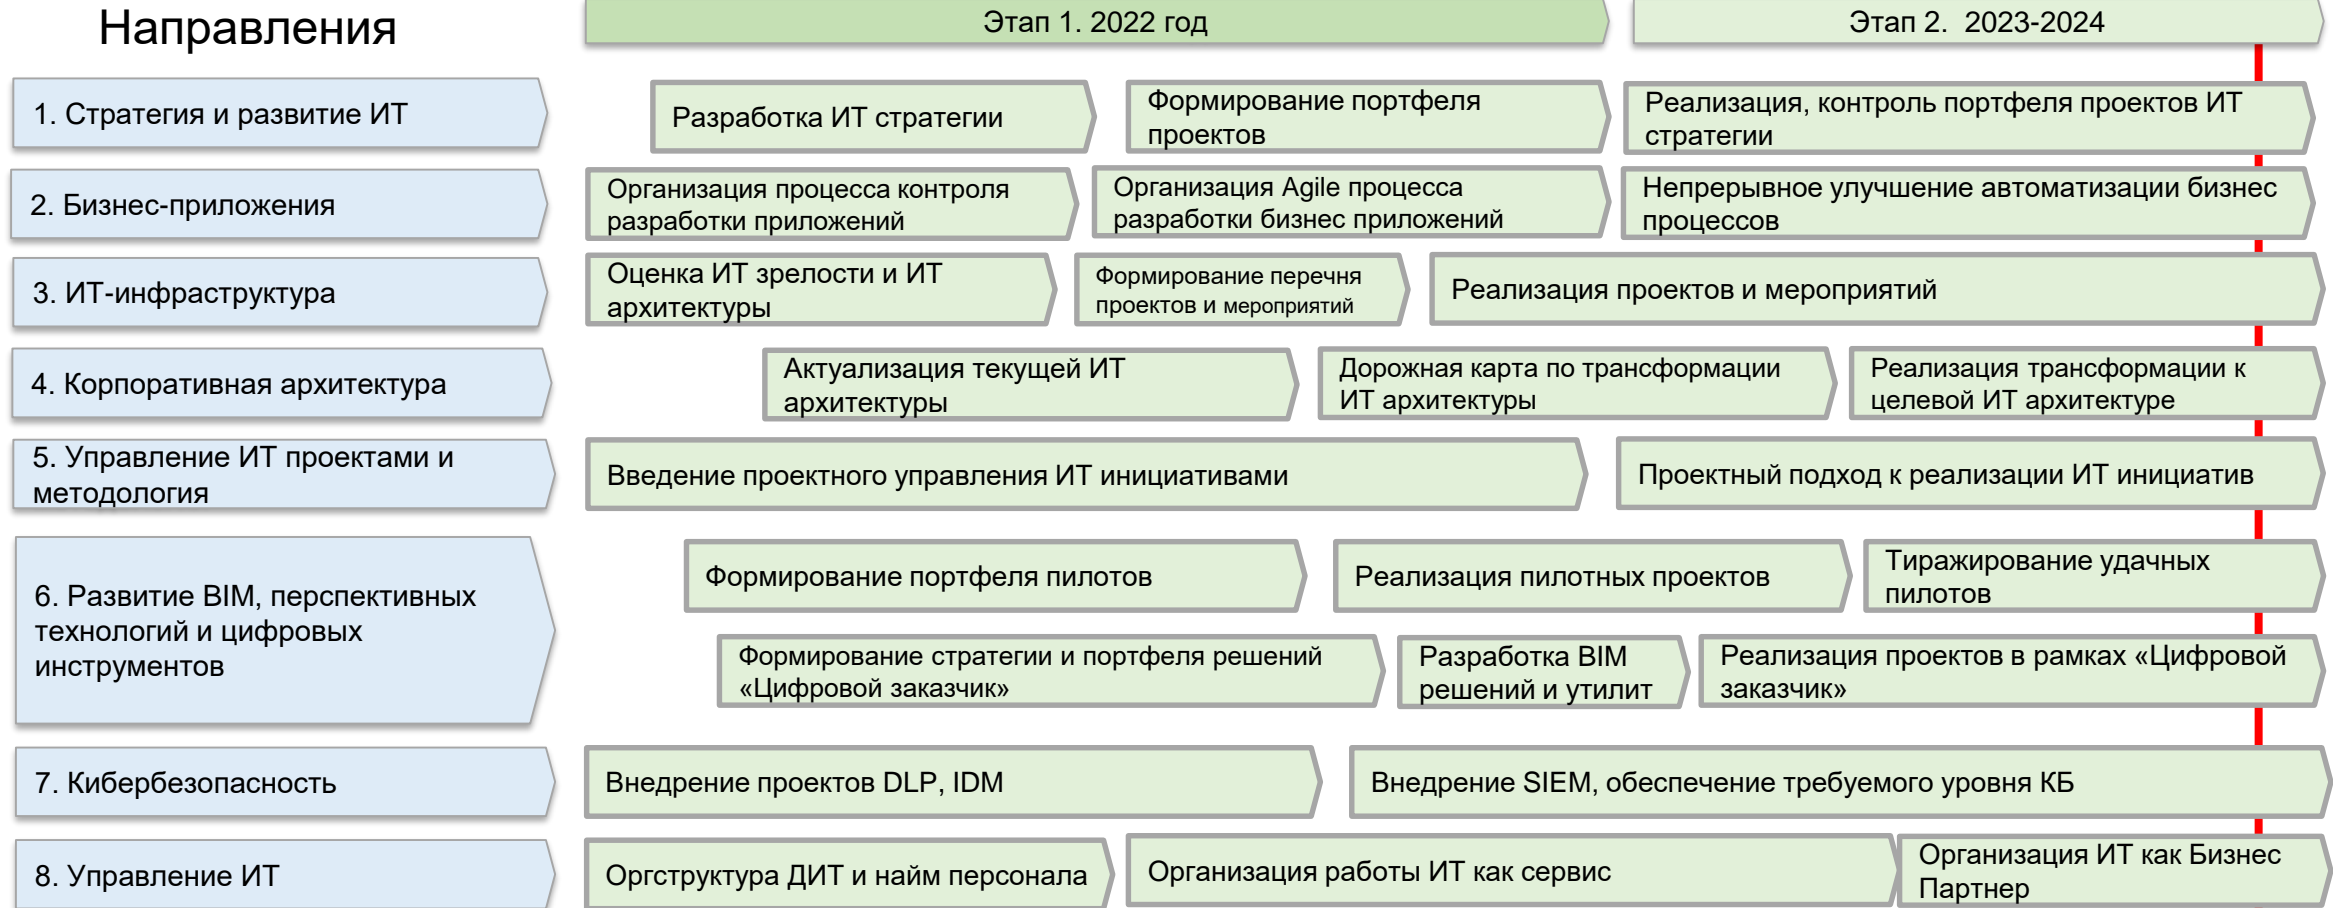 Направления
Этап 1. 2022 год
Этап 2. 2023-2024
1. Стратегия и развитие ИТ
Разработка ИТ стратегии
Формирование портфеля
проектов
Реализация, контроль портфеля проектов ИТ
стратегии
2. Бизнес-приложения
Организация процесса контроля
разработки приложений
Организация Agile процесса
разработки бизнес приложений
Непрерывное улучшение автоматизации бизнес
процессов
3. ИТ-инфраструктура
Оценка ИТ зрелости и ИТ
архитектуры
Формирование перечня
проектов и мероприятий
Реализация проектов и мероприятий
4. Корпоративная архитектура
Актуализация текущей ИТ
архитектуры
Дорожная карта по трансформации
ИТ архитектуры
Реализация трансформации к
целевой ИТ архитектуре
5. Управление ИТ проектами и
методология
Введение проектного управления ИТ инициативами
Проектный подход к реализации ИТ инициатив
6. Развитие BIM, перспективных
технологий и цифровых
инструментов
Формирование портфеля пилотов
Реализация пилотных проектов
Тиражирование удачных
пилотов
Формирование стратегии и портфеля решений
«Цифровой заказчик»
Разработка BIM
решений и утилит
Реализация проектов в рамках «Цифровой
заказчик»
7. Кибербезопасность
Внедрение проектов DLP, IDM
Внедрение SIEM, обеспечение требуемого уровня КБ
8. Управление ИТ
Оргструктура ДИТ и найм персонала
Организация работы ИТ как сервис
Организация ИТ как Бизнес
Партнер